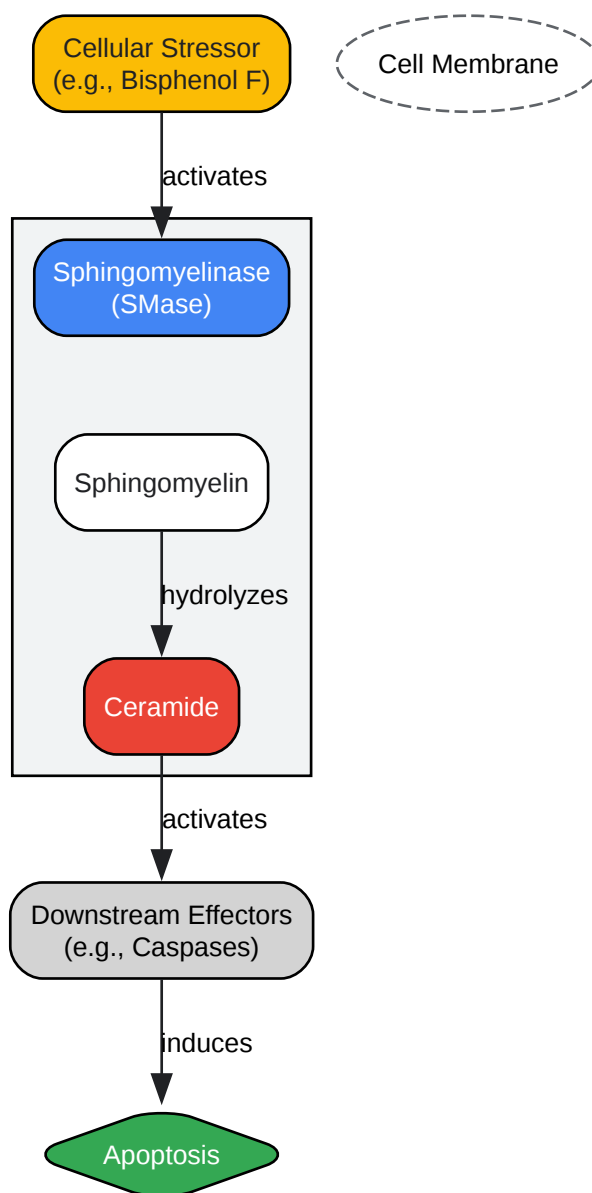 Cellular Stressor
(e.g., Bisphenol F)
Cell Membrane
activates
Sphingomyelinase
(SMase)
Sphingomyelin
hydrolyzes
Ceramide
activates
Downstream Effectors
(e.g., Caspases)
induces
Apoptosis